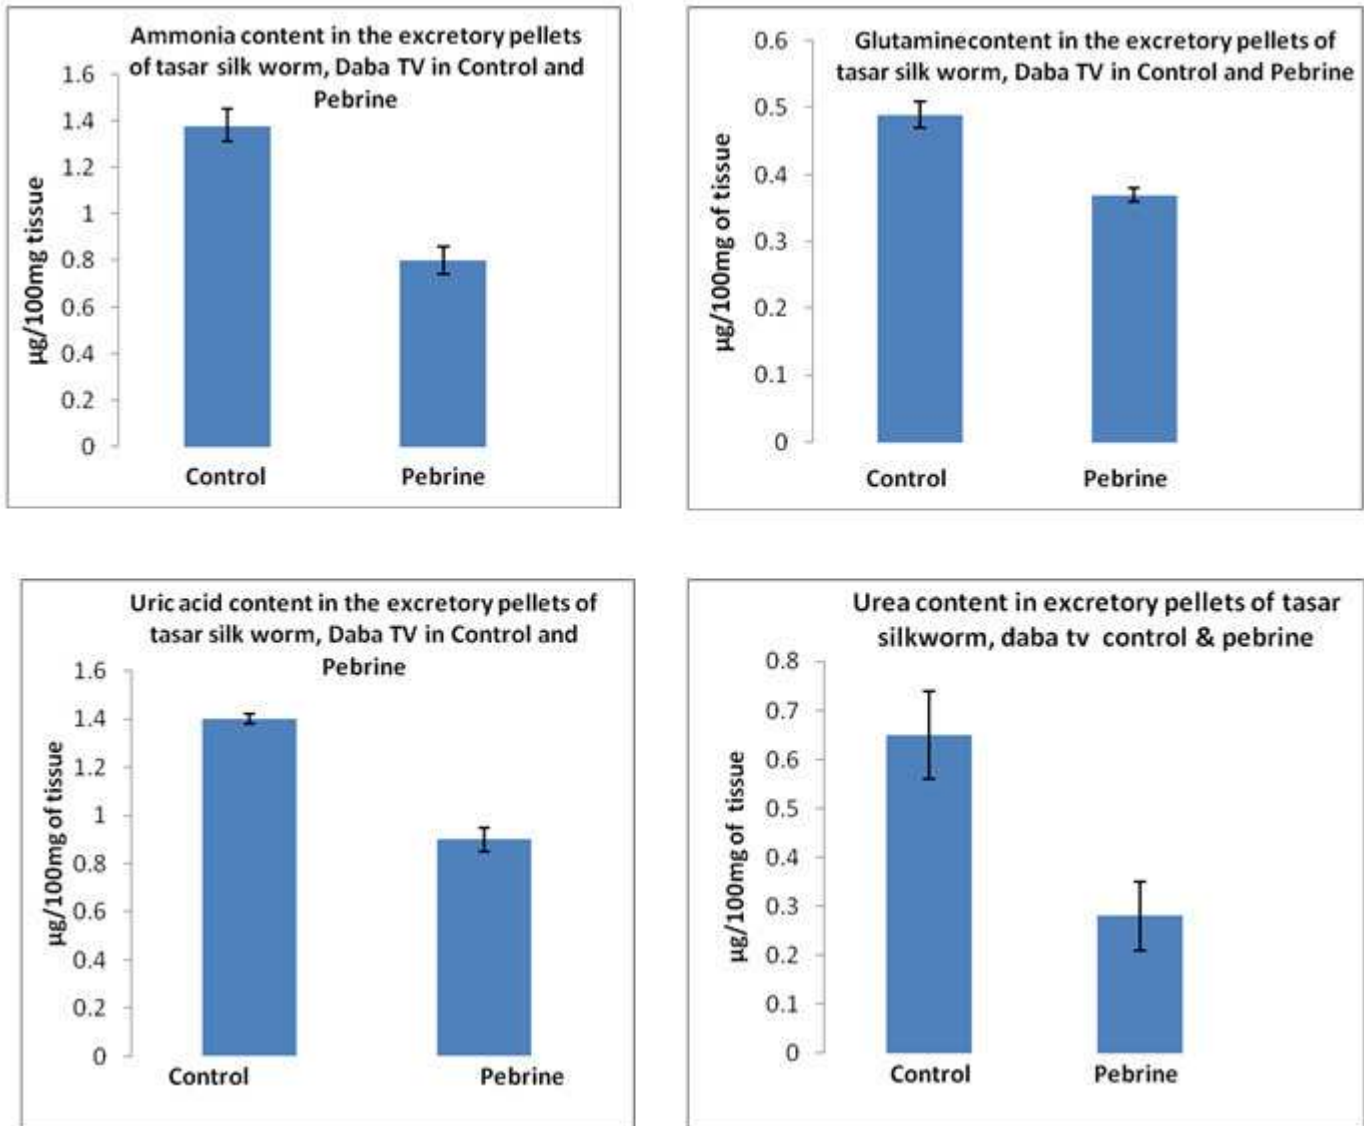 Ammonia content in the excretory pellets
of tasar silk worm, Daba TV in Control and
Pebrine
1.6
1.4
1.2
1
0.8
0.6
0.4
0.2
0
µg/100mg tissue
Control Pebrine
Glutaminecontent in the excretory pellets of
tasar silk worm, Daba TV in Control and Pebrine
0.6
0.5
0.4
0.3
0.2
0.1
0
µg/100mg of tissue
Control Pebrine
Uric acid content in the excretory pellets of
tasar silk worm, Daba TV in Control and
Pebrine
1.6
1.4
1.2
1
0.8
0.6
0.4
0.2
0
µg/100mg of tissue
Control Pebrine
Urea content in excretory pellets of tasar
silkworm, daba tv control & pebrine
0.8
0.7
0.6
0.5
0.4
0.3
0.2
0.1
0
µg/100mg of tissue
Control Pebrine